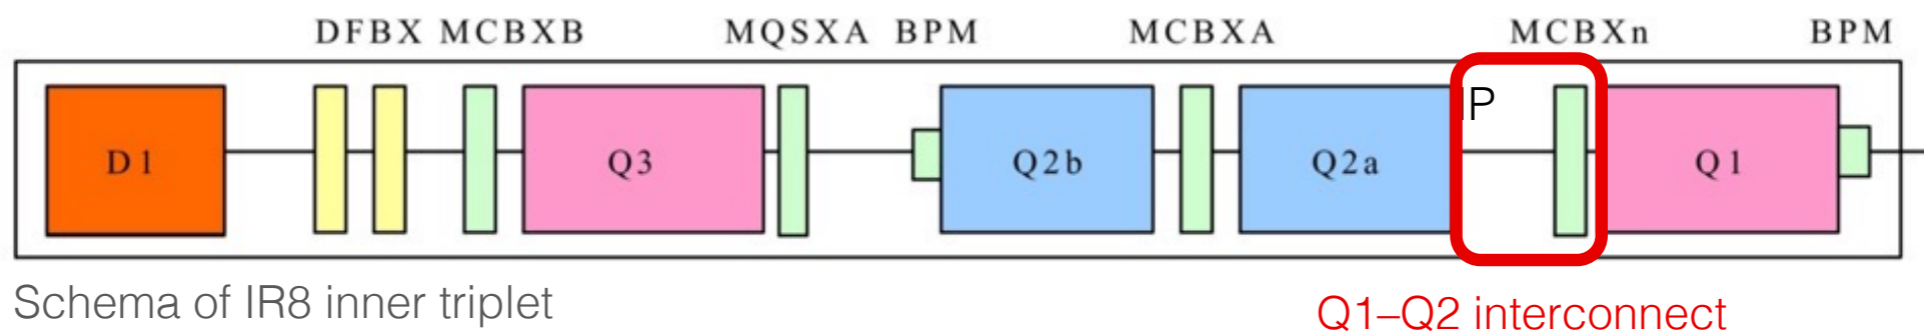 DFBX MCBXB MQSXA BPM MCBXA MCBXn BPM
IP
D1 Q3 Q2b Q2a Q1
Schema of IR8 inner triplet
Q1–Q2 interconnect